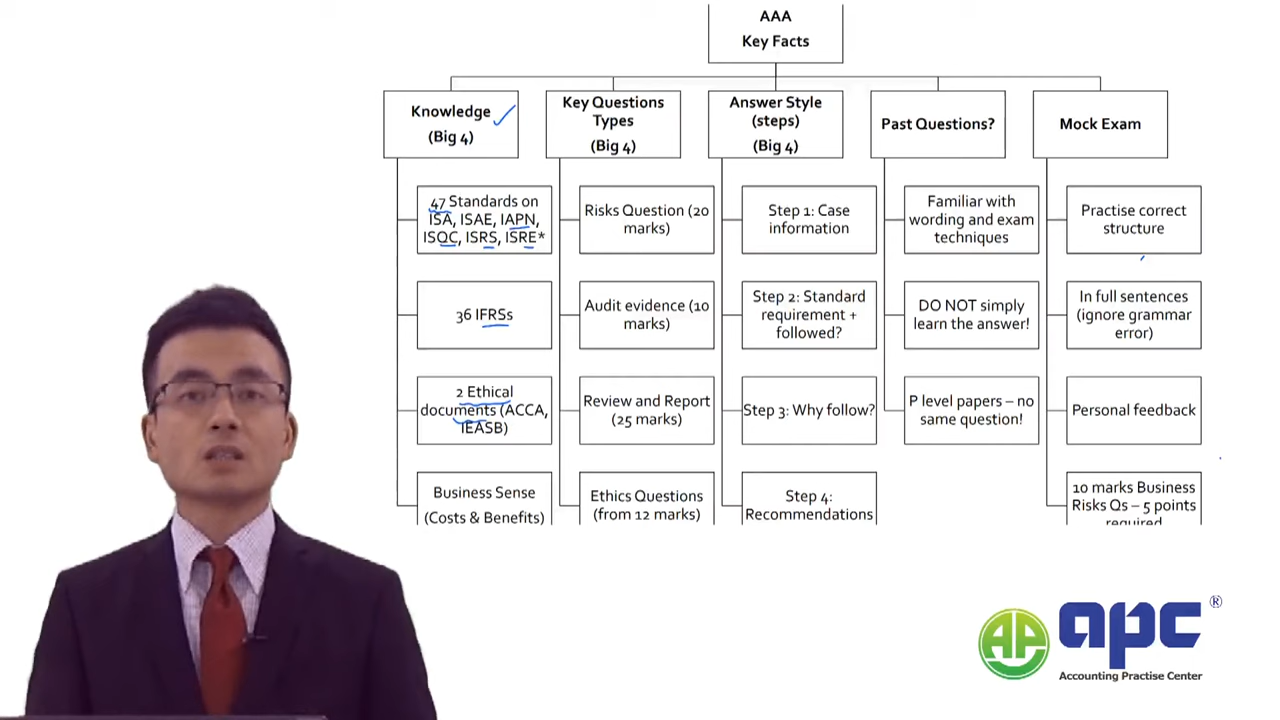 AAA
Key Facts
Knowledge
(Big 4)
Key Questions
Types
(Big 4)
Answer Style
(steps)
(Big 4)
Past Questions?
Mock Exam
47 Standards on
ISA, ISAE, IAPN,
ISQC, ISRS, ISRE*
Risks Question (20
marks)
Step 1: Case
information
Familiar with
wording and exam
techniques
Practise correct
structure
36 IFRSs
Audit evidence (10
marks)
Step 2: Standard
requirement +
followed?
DO NOT simply
learn the answer!
In full sentences
(ignore grammar
error)
2 Ethical
documents (ACCA,
IEASB)
Review and Report
(25 marks)
Step 3: Why follow?
P level papers – no
same question!
Personal feedback
Business Sense
(Costs & Benefits)
Ethics Questions
(from 12 marks)
Step 4:
Recommendations
10 marks Business
Risks Qs – 5 points
required
AP
apc®
Accounting Practise Center